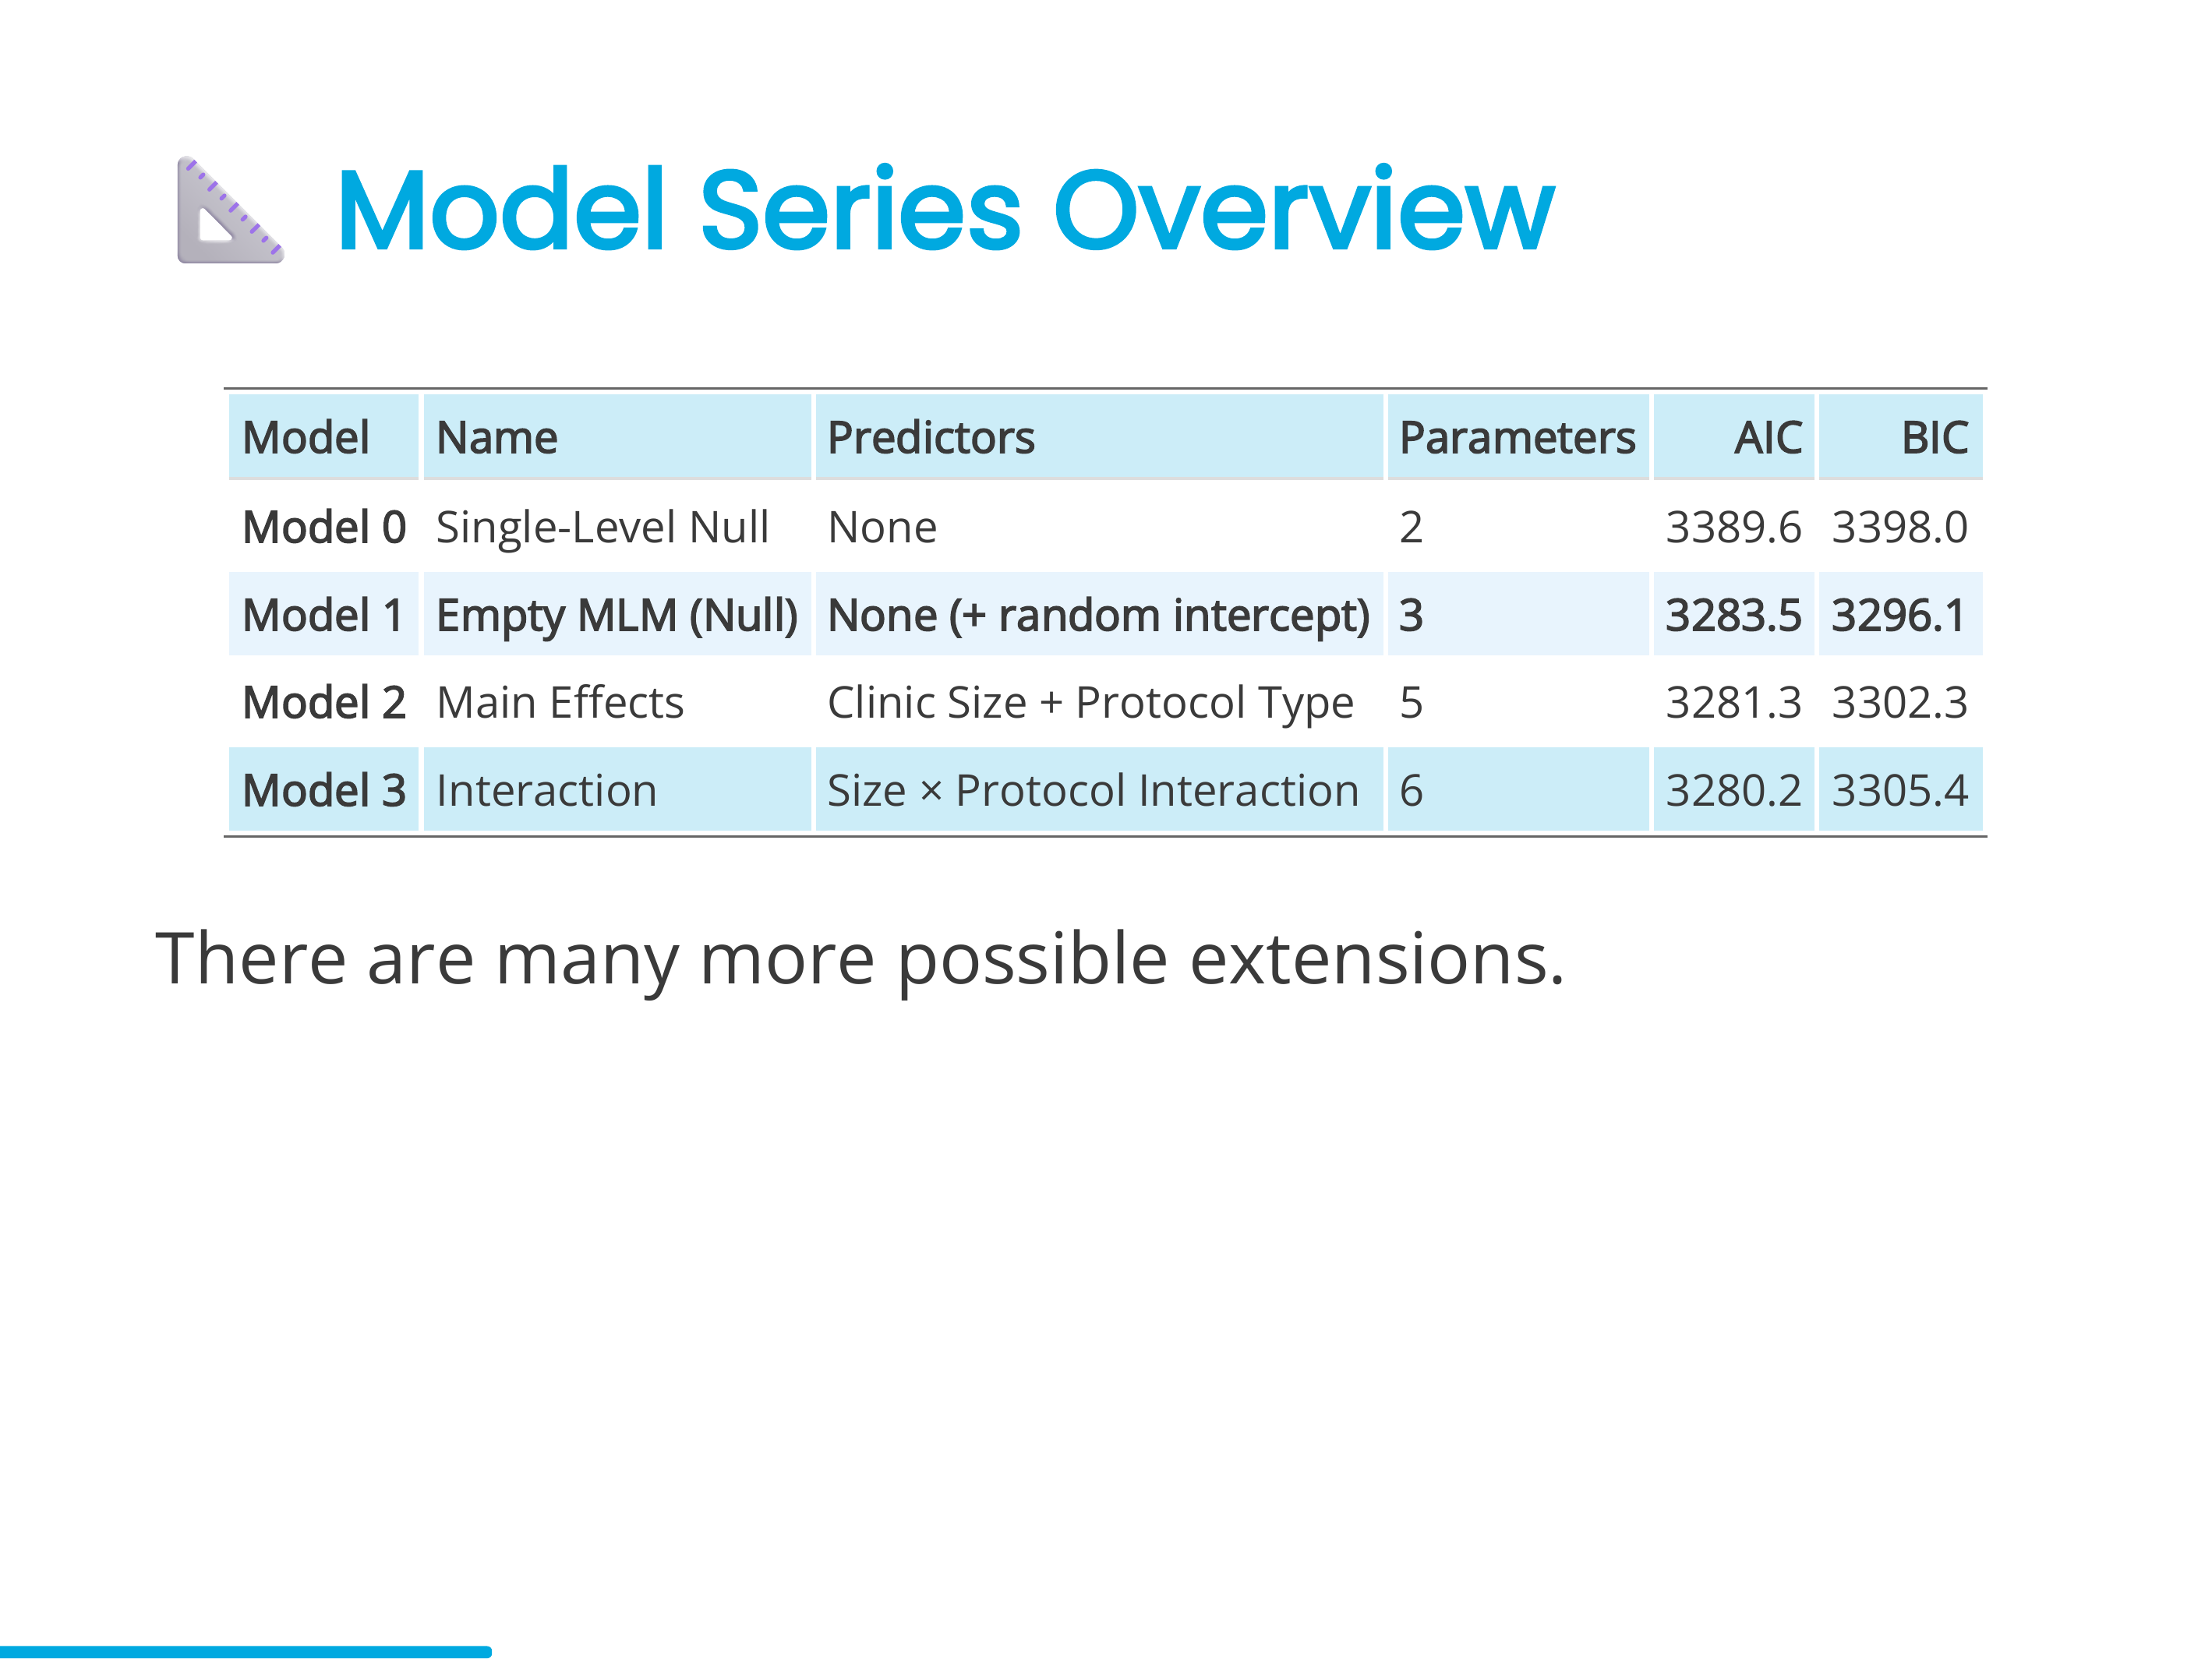 Model Series Overview
Model Name Predictors Parameters AIC BIC
Model 0 Single-Level Null None 2 3389.6 3398.0
Model 1 Empty MLM (Null) None (+ random intercept) 3 3283.5 3296.1
Model 2 Main Effects Clinic Size + Protocol Type 5 3281.3 3302.3
Model 3 Interaction Size × Protocol Interaction 6 3280.2 3305.4
There are many more possible extensions.